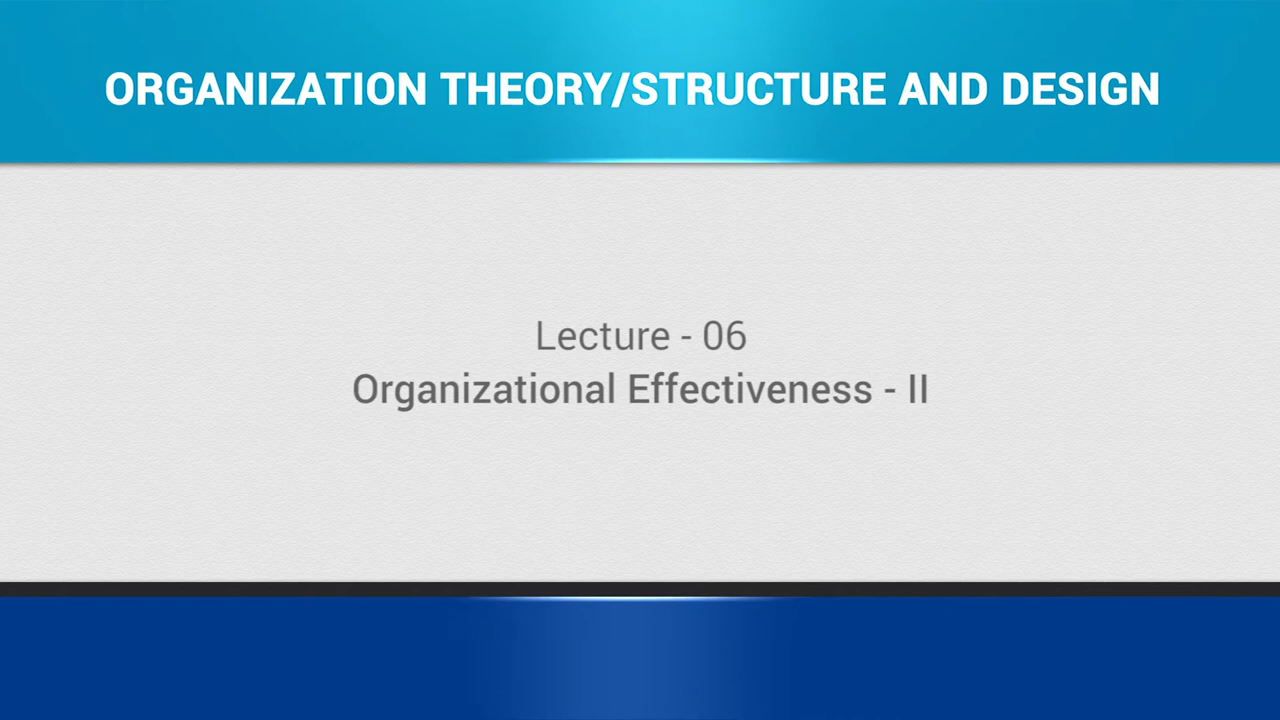 ORGANIZATION THEORY/STRUCTURE AND DESIGN
Lecture - 06
Organizational Effectiveness - II